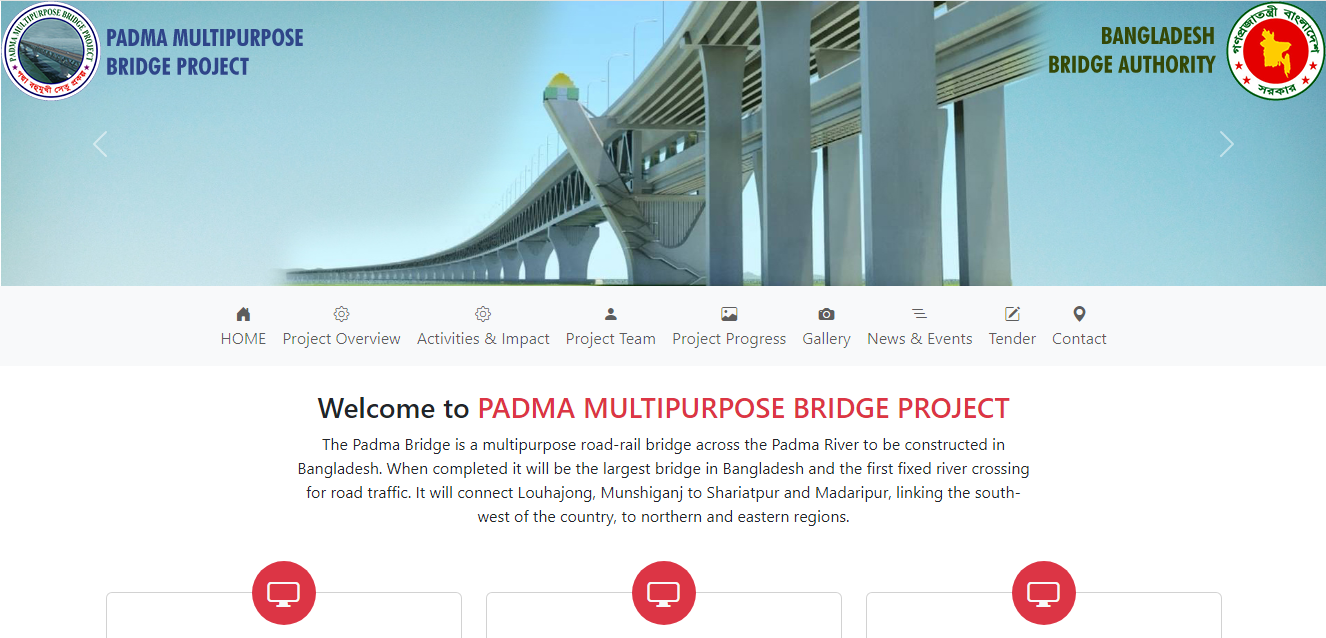 PADMA MULTIPURPOSE BRIDGE PROJECT
পদ্মা বহুমুখী সেতু প্রকল্প
PADMA MULTIPURPOSE
BRIDGE PROJECT
BANGLADESH
BRIDGE AUTHORITY
গণপ্রজাতন্ত্রী বাংলাদেশ
সরকার
HOME
Project Overview
Activities & Impact
Project Team
Project Progress
Gallery
News & Events
Tender
Contact
Welcome to PADMA MULTIPURPOSE BRIDGE PROJECT
The Padma Bridge is a multipurpose road-rail bridge across the Padma River to be constructed in
Bangladesh. When completed it will be the largest bridge in Bangladesh and the first fixed river crossing
for road traffic. It will connect Louhajong, Munshiganj to Shariatpur and Madaripur, linking the south-
west of the country, to northern and eastern regions.